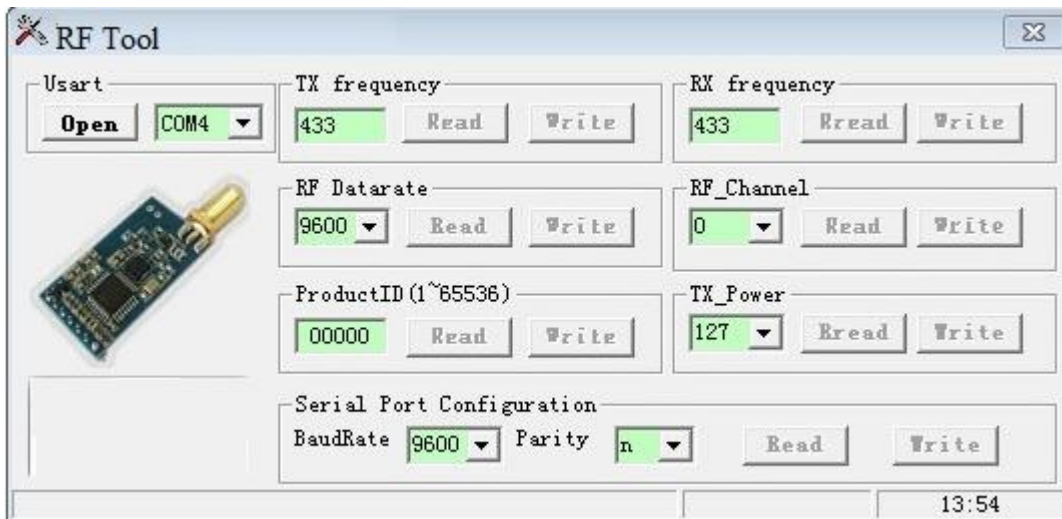 RF Tool
Usart
Open COM4
TX frequency
433 Read Write
RX frequency
433 Rread Write
RF Datarate
9600 Read Write
RF_Channel
0 Read Write
ProductID(1~65536)
00000 Read Write
TX_Power
127 Bread Write
Serial Port Configuration
BaudRate 9600 Parity n Read Write
13:54